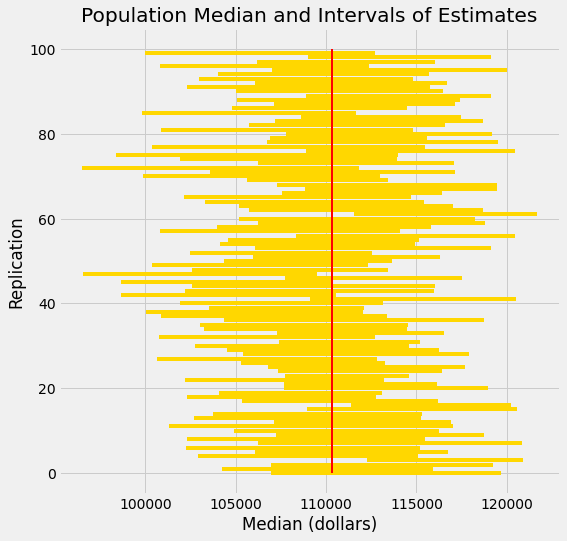 Population Median and Intervals of Estimates
100
80
60
40
20
0
Replication
100000 105000 110000 115000 120000
Median (dollars)